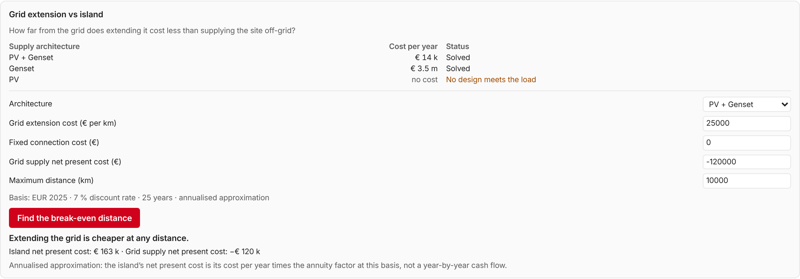 Grid extension vs island
How far from the grid does extending it cost less than supplying the site off-grid?
Supply architecture Cost per year Status
PV + Genset € 14 k Solved
Genset € 3.5 m Solved
PV no cost No design meets the load
Architecture PV + Genset
Grid extension cost (€ per km) 25000
Fixed connection cost (€) 0
Grid supply net present cost (€) -120000
Maximum distance (km) 10000
Basis: EUR 2025 · 7 % discount rate · 25 years · annualised approximation
Find the break-even distance
Extending the grid is cheaper at any distance.
Island net present cost: € 163 k · Grid supply net present cost: −€ 120 k
Annualised approximation: the island's net present cost is its cost per year times the annuity factor at this basis, not a year-by-year cash flow.